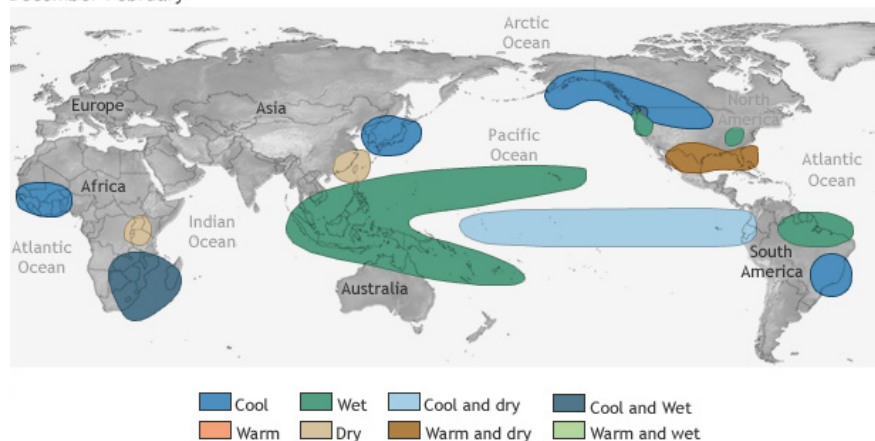 Arctic
Ocean
Europe
Asia
North
America
Pacific
Ocean
Atlantic
Ocean
Africa
Indian
Ocean
Atlantic
Ocean
South
America
Australia
Cool
Wet
Cool and dry
Cool and Wet
Warm
Dry
Warm and dry
Warm and wet